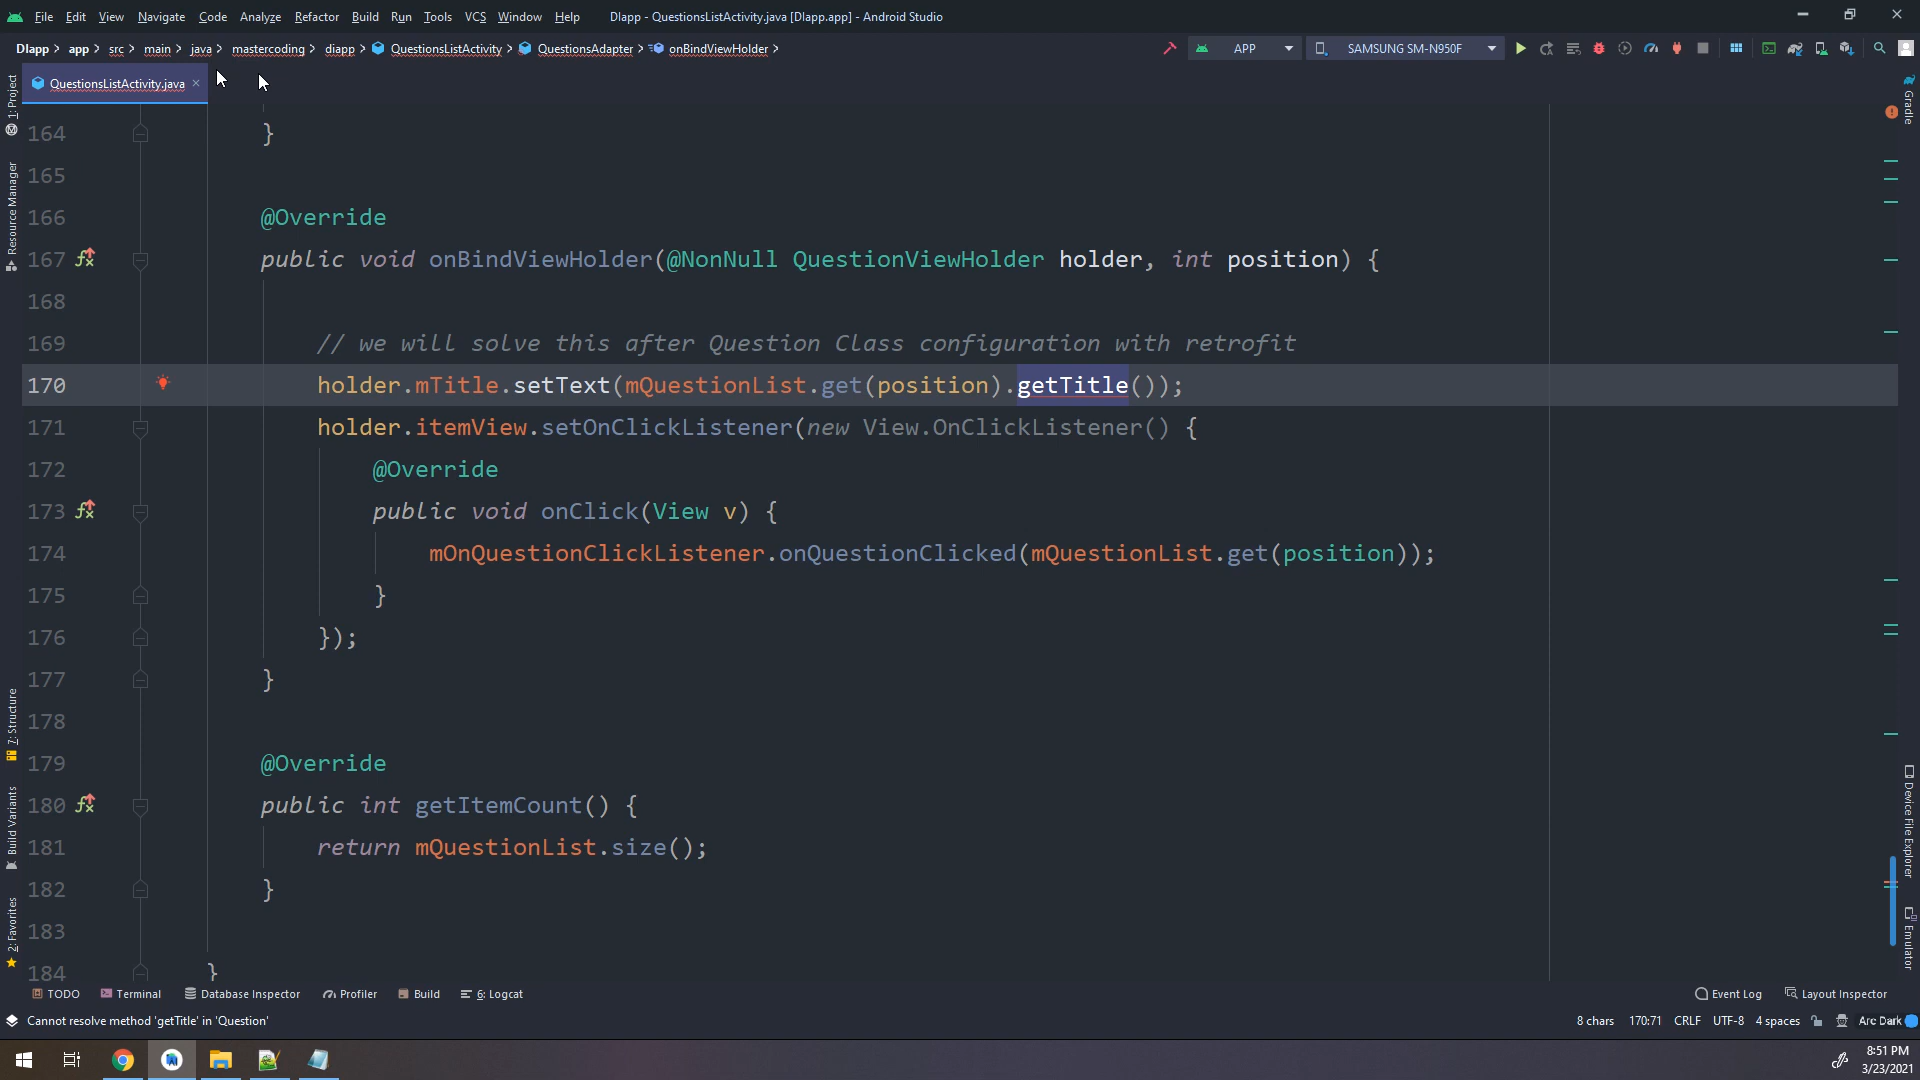 File Edit View Navigate Code Analyze Refactor Build Run Tools VCS Window Help DIapp - QuestionsListActivity.java [DIapp.app] - Android Studio
DIapp app src main java mastercoding diapp QuestionsListActivity QuestionsAdapter onBindViewHolder APP SAMSUNG SM-N950F
QuestionsListActivity.java
1: Project
Resource Manager
7: Structure
Build Variants
2: Favorites
Gradle
Device File Explorer
Emulator
164 }
165
166 @Override
167 public void onBindViewHolder(@NonNull QuestionViewHolder holder, int position) {
168
169 // we will solve this after Question Class configuration with retrofit
170 holder.mTitle.setText(mQuestionList.get(position).getTitle());
171 holder.itemView.setOnClickListener(new View.OnClickListener() {
172 @Override
173 public void onClick(View v) {
174 mOnQuestionClickListener.onQuestionClicked(mQuestionList.get(position));
175 }
176 });
177 }
178
179 @Override
180 public int getItemCount() {
181 return mQuestionList.size();
182 }
183
184 }
TODO Terminal Database Inspector Profiler Build 6: Logcat Event Log Layout Inspector
Cannot resolve method 'getTitle' in 'Question' 8 chars 170:71 CRLF UTF-8 4 spaces Arc Dark
8:51 PM
3/23/2021